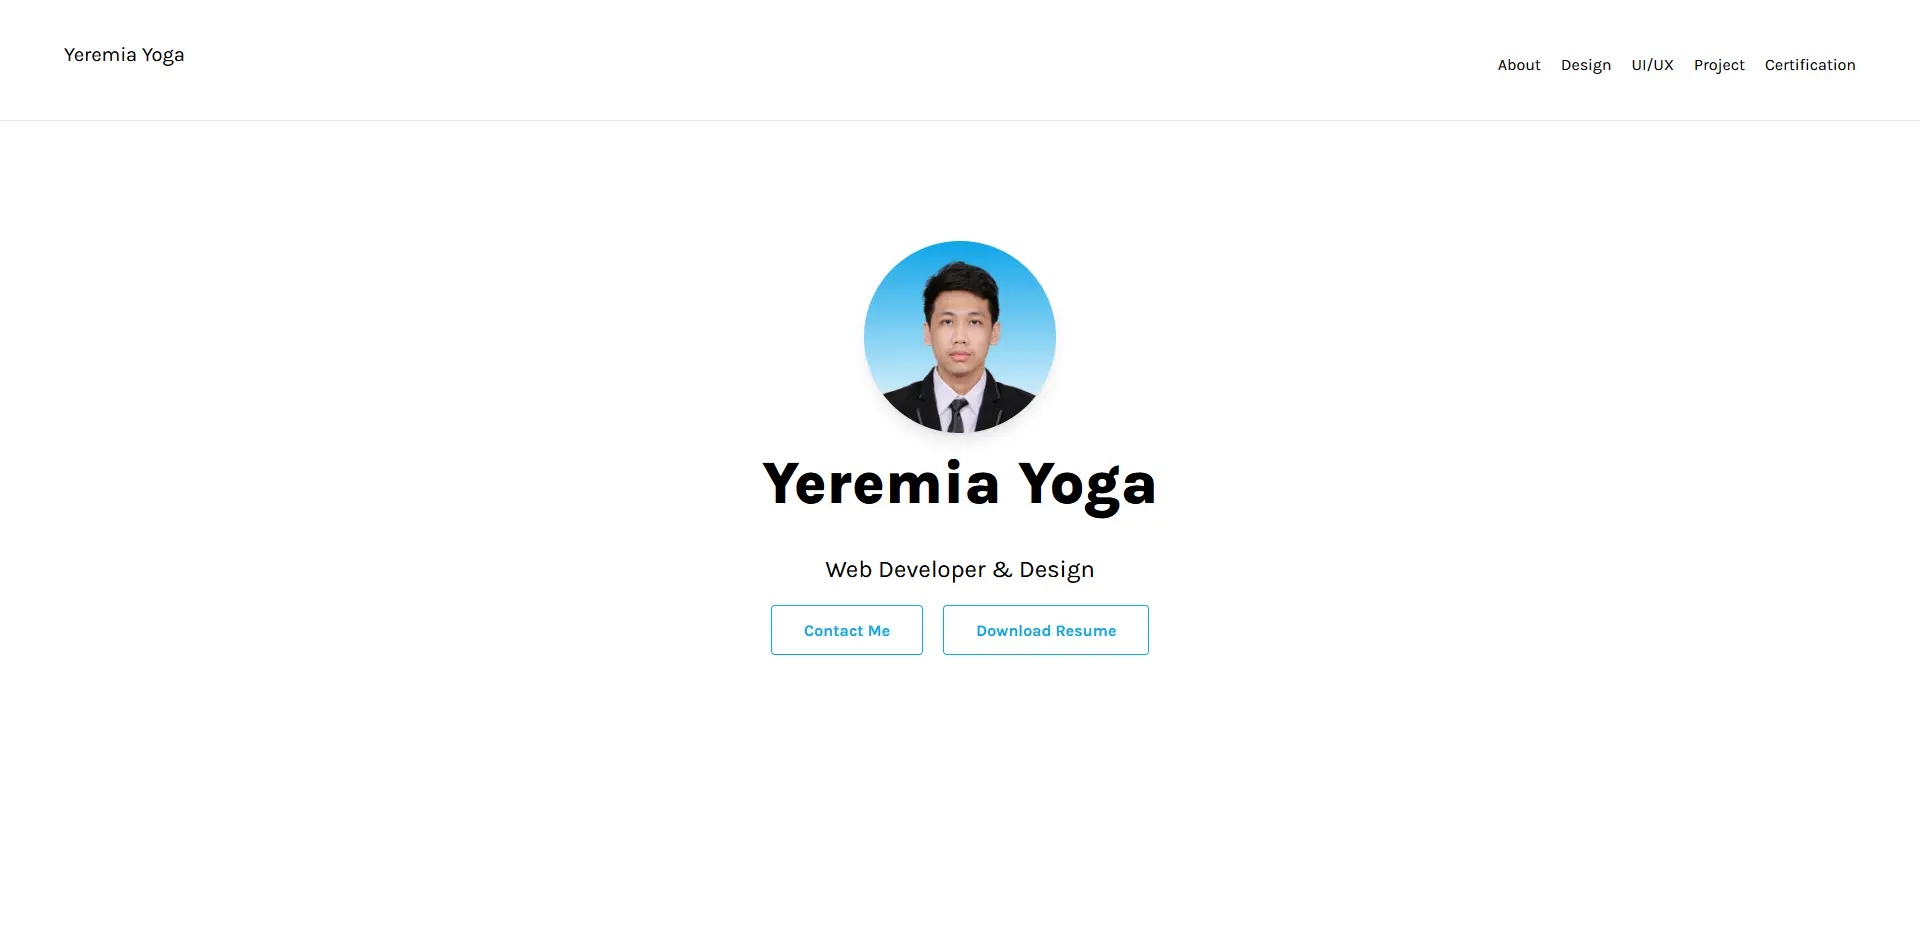 Yeremia Yoga
About Design UI/UX Project Certification
Yeremia Yoga
Web Developer & Design
Contact Me Download Resume